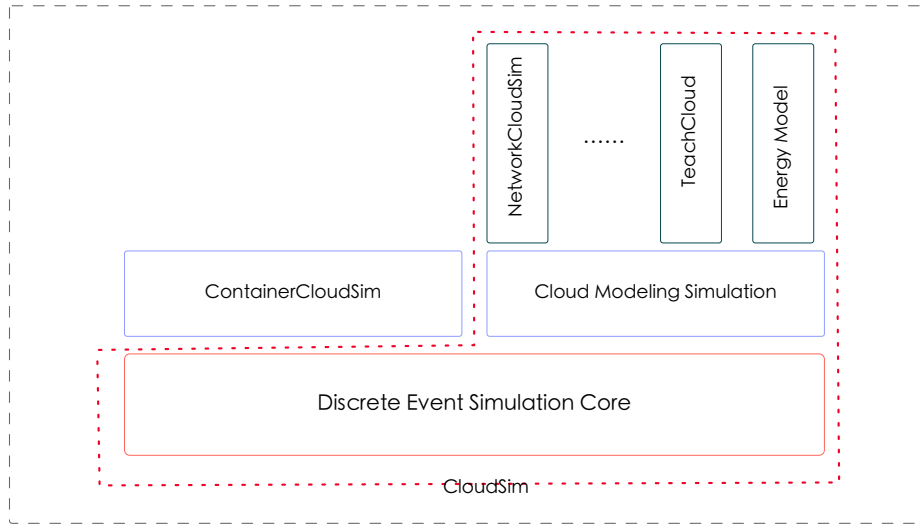 NetworkCloudSim
......
TeachCloud
Energy Model
ContainerCloudSim
Cloud Modeling Simulation
Discrete Event Simulation Core
CloudSim